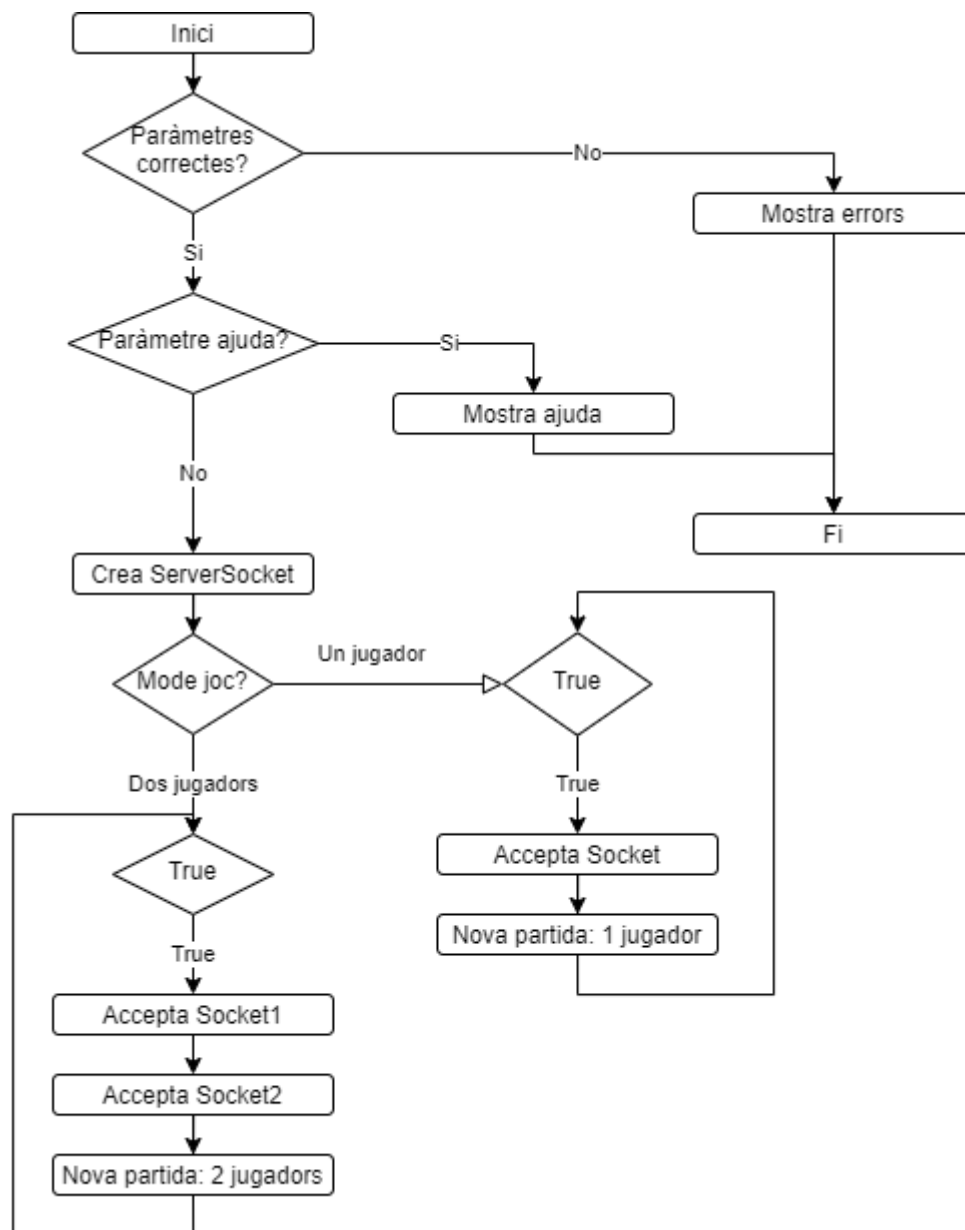 Inici
Paràmetres
correctes?
No
Mostra errors
Si
Paràmetre ajuda?
Si
Mostra ajuda
No
Fi
Crea ServerSocket
Mode joc?
Un jugador
True
Dos jugadors
True
Accepta Socket
True
Nova partida: 1 jugador
True
Accepta Socket1
Accepta Socket2
Nova partida: 2 jugadors